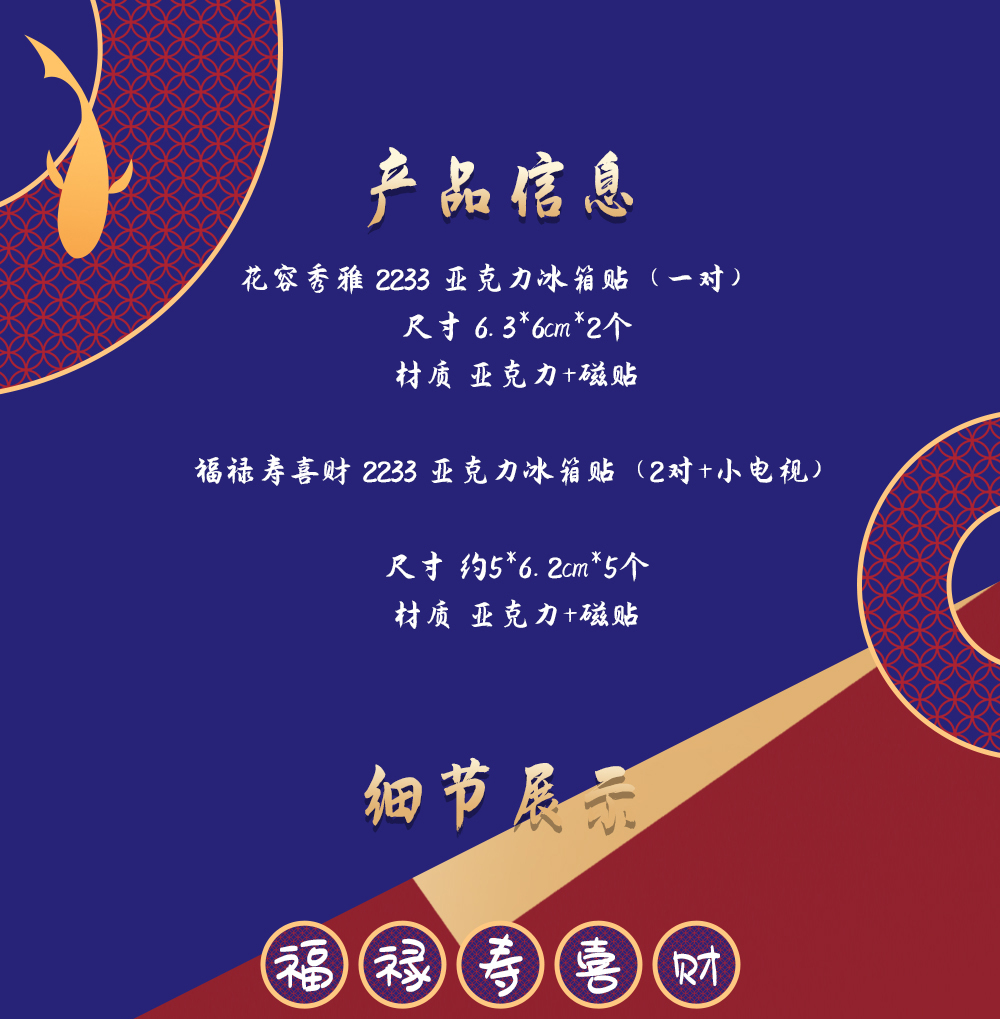 产品信息
花容秀雅 2233 亚克力冰箱贴（一对）
尺寸 6.3*6cm*2个
材质 亚克力+磁贴
福禄寿喜财 2233 亚克力冰箱贴（2对+小电视）
尺寸 约5*6.2cm*5个
材质 亚克力+磁贴
细节展示
福禄寿喜财